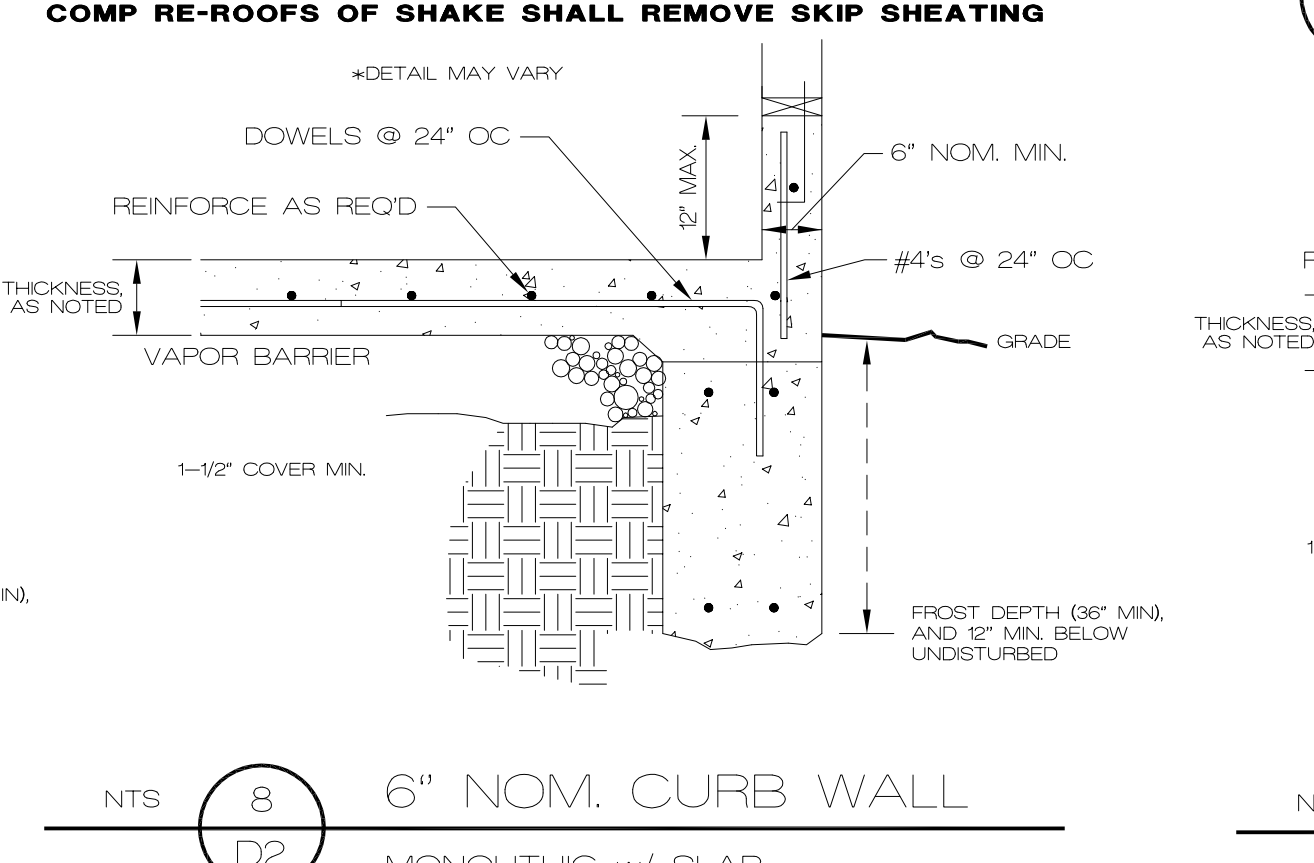 COMP RE-ROOFS OF SHAKE SHALL REMOVE SKIP SHEATING
*DETAIL MAY VARY
DOWELS @ 24" OC
12" MAX.
6" NOM. MIN.
REINFORCE AS REQ'D
#4's @ 24" OC
THICKNESS,
AS NOTED
VAPOR BARRIER
GRADE
THICKNESS,
AS NOTED
1-1/2" COVER MIN.
IN),
FROST DEPTH (36" MIN),
AND 12" MIN. BELOW
UNDISTURBED
NTS
8
6" NOM. CURB WALL
D2
MONOLITHIC w/ SLAB